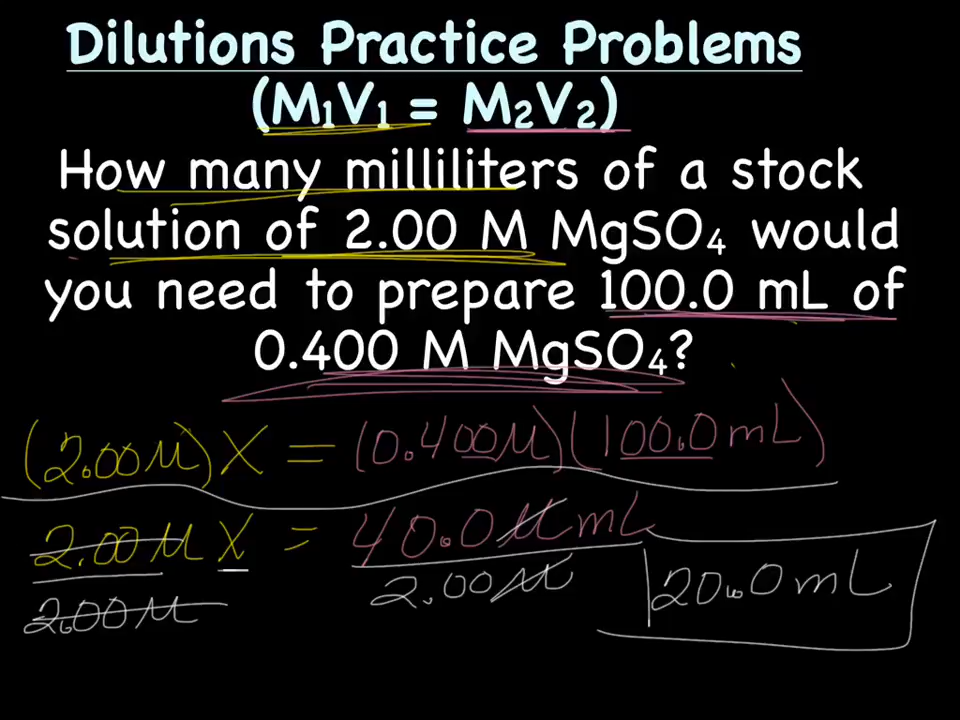 Dilutions Practice Problems
(M₁V₁ = M₂V₂)
How many milliliters of a stock
solution of 2.00 M MgSO₄ would
you need to prepare 100.0 mL of
0.400 M MgSO₄?
(2.00M)X = (0.400M)(100.0mL)
2.00M X = 40.0M mL
2.00M 2.00M 20.0mL